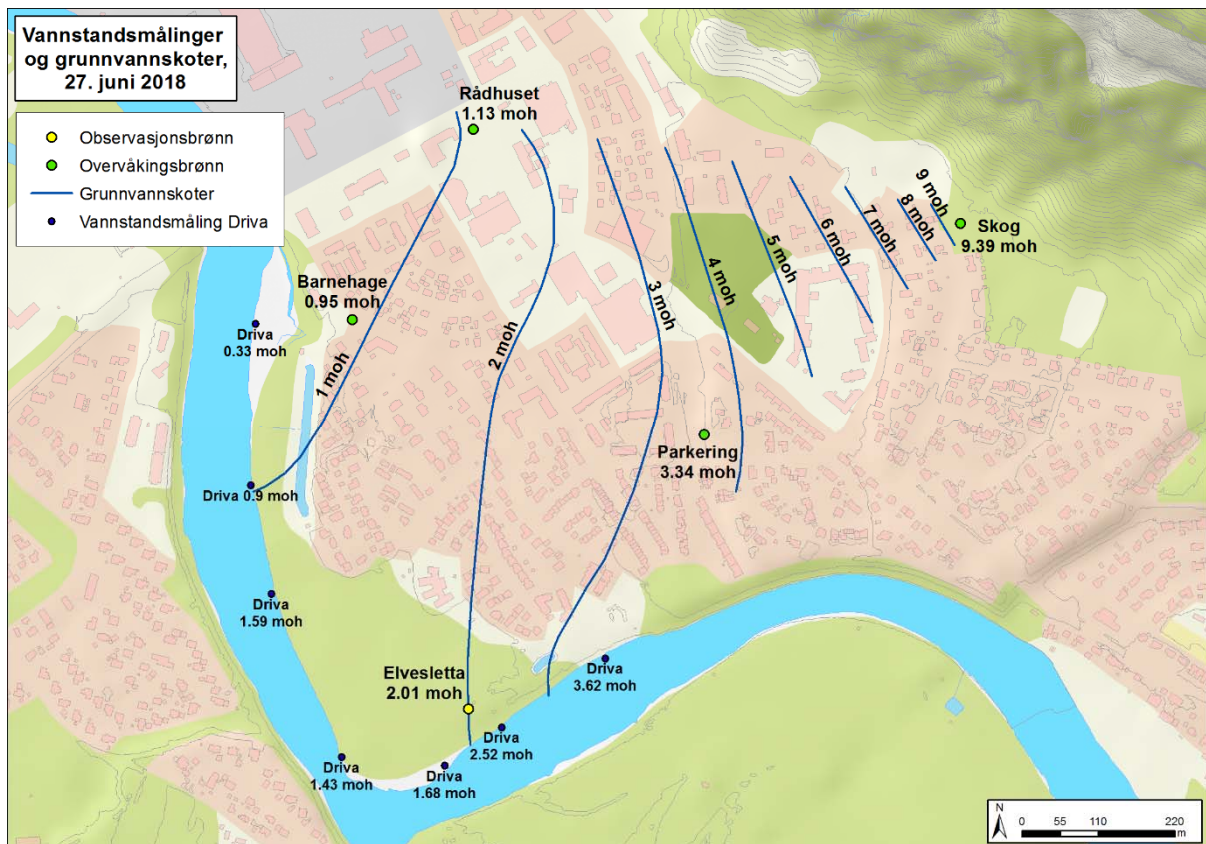 Vannstandsmålinger
og grunnvannskoter,
27. juni 2018
Observasjonsbrønn
Overvåkingsbrønn
Grunnvannskoter
Vannstandsmåling Driva
Rådhuset
1.13 moh
Skog
9.39 moh
Barnehage
0.95 moh
Driva
0.33 moh
1 moh
2 moh
3 moh
4 moh
5 moh
6 moh
7 moh
8 moh
9 moh
Parkering
3.34 moh
Driva 0.9 moh
Driva
1.59 moh
Elvesletta
2.01 moh
Driva
3.62 moh
Driva
2.52 moh
Driva
1.43 moh
Driva
1.68 moh
N
0 55 110 220
m